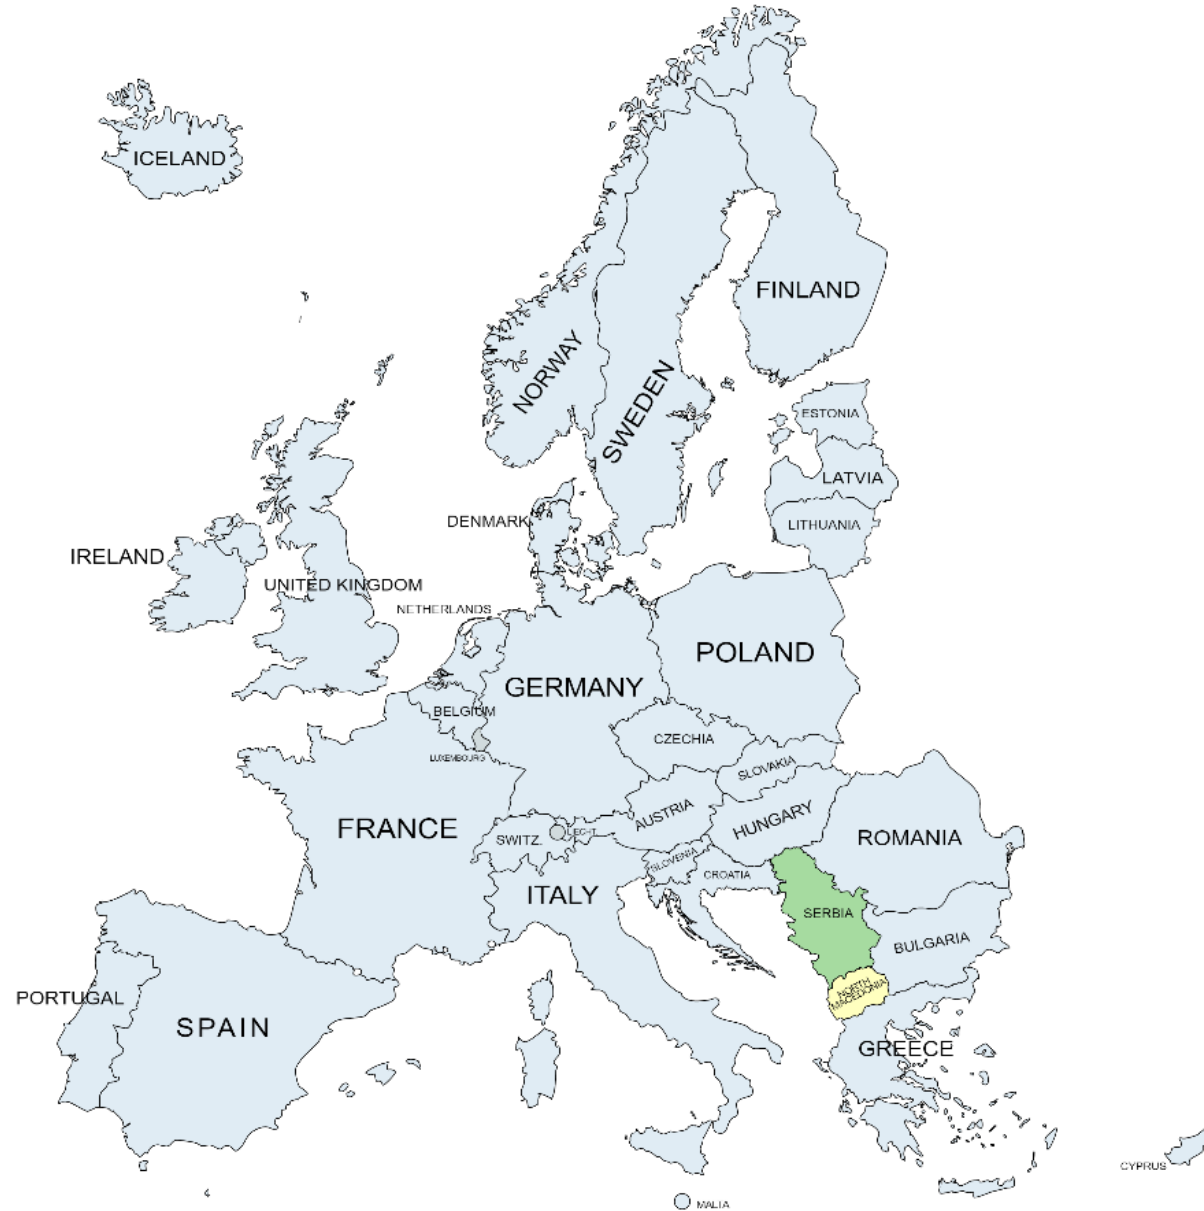 ICELAND
FINLAND
NORWAY
SWEDEN
ESTONIA
LATVIA
LITHUANIA
DENMARK
IRELAND
UNITED KINGDOM
NETHERLANDS
POLAND
GERMANY
BELGIUM
CZECHIA
LUXEMBOURG
SLOVAKIA
AUSTRIA
HUNGARY
FRANCE
SWITZ.
LIECHT.
ROMANIA
SLOVENIA
CROATIA
ITALY
SERBIA
BULGARIA
PORTUGAL
NORTH
MACEDONIA
SPAIN
GREECE
CYPRUS
MALIA